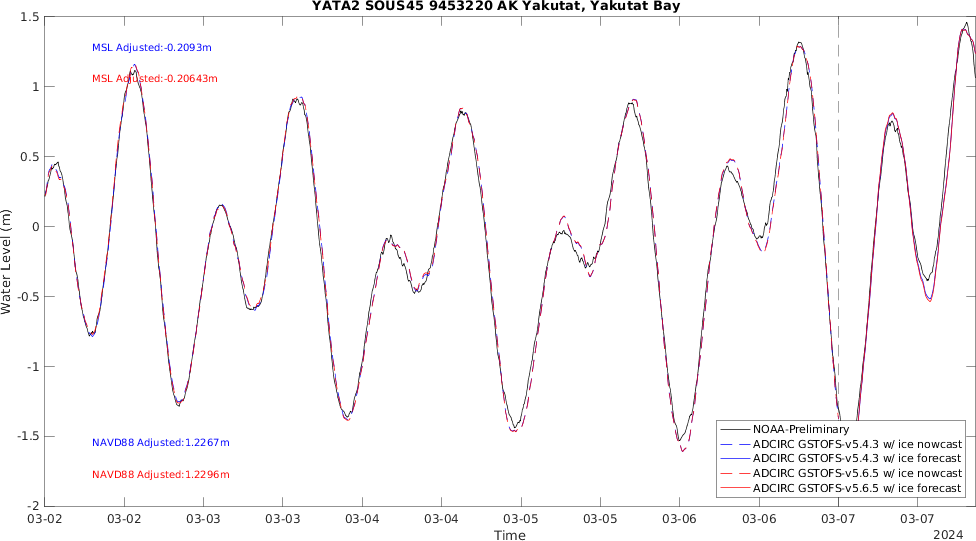 YATA2 SOUS45 9453220 AK Yakutat, Yakutat Bay
1.5
1
0.5
0
-0.5
-1
-1.5
-2
Water Level (m)
MSL Adjusted:-0.2093m
MSL Adjusted:-0.20643m
NAVD88 Adjusted:1.2267m
NAVD88 Adjusted:1.2296m
NOAA-Preliminary
ADCIRC GSTOFS-v5.4.3 w/ ice nowcast
ADCIRC GSTOFS-v5.4.3 w/ ice forecast
ADCIRC GSTOFS-v5.6.5 w/ ice nowcast
ADCIRC GSTOFS-v5.6.5 w/ ice forecast
03-02 03-02 03-03 03-03 03-04 03-04 03-05 03-05 03-06 03-06 03-07 03-07
Time
2024